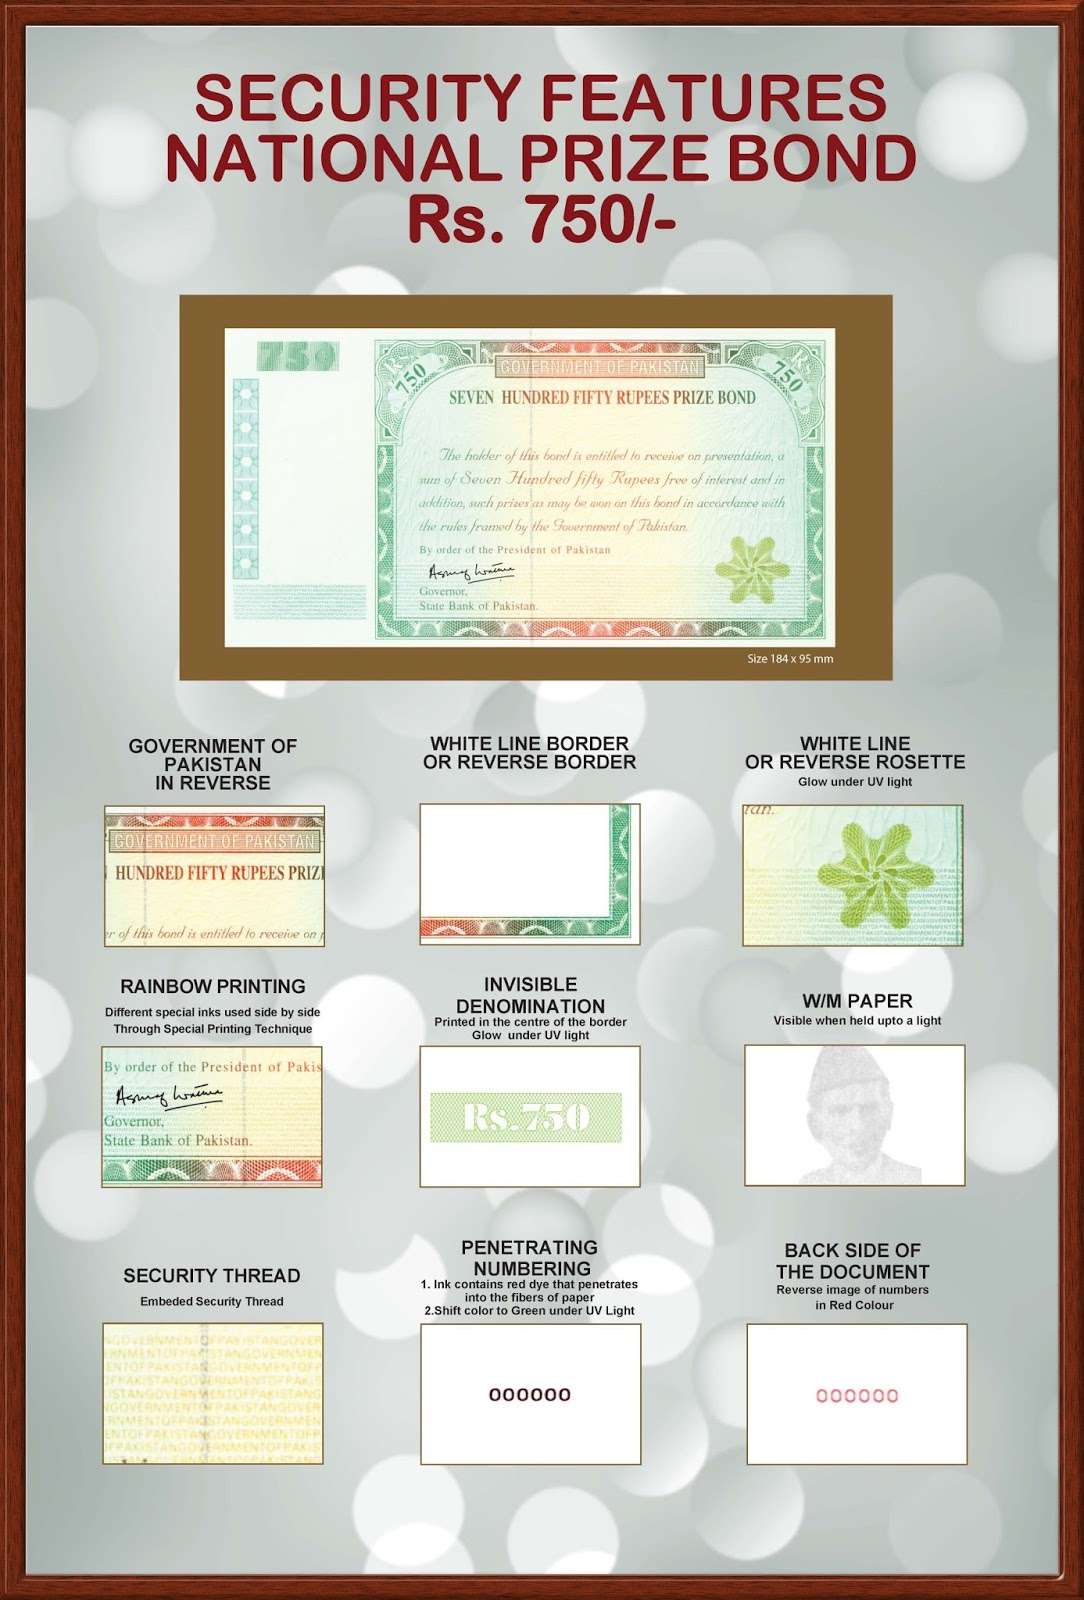 SECURITY FEATURES
NATIONAL PRIZE BOND
Rs. 750/-
750
750
750
GOVERNMENT OF PAKISTAN
SEVEN HUNDRED FIFTY RUPEES PRIZE BOND
The holder of this bond is entitled to receive on presentation, a
sum of Seven Hundred fifty Rupees free of interest and in
addition, such prizes as may be won on this bond in accordance with
the rules framed by the Government of Pakistan.
By order of the President of Pakistan
Governor,
State Bank of Pakistan.
Size 184 x 95 mm
GOVERNMENT OF
PAKISTAN
IN REVERSE
GOVERNMENT OF PAKISTAN
HUNDRED FIFTY RUPEES PRIZ
er of this bond is entitled to receive on
WHITE LINE BORDER
OR REVERSE BORDER
WHITE LINE
OR REVERSE ROSETTE
Glow under UV light
tan.
RAINBOW PRINTING
Different special inks used side by side
Through Special Printing Technique
By order of the President of Pakis
Governor,
State Bank of Pakistan.
INVISIBLE
DENOMINATION
Printed in the centre of the border
Glow under UV light
Rs.750
W/M PAPER
Visible when held upto a light
SECURITY THREAD
Embeded Security Thread
PENETRATING
NUMBERING
1. Ink contains red dye that penetrates
into the fibers of paper
2.Shift color to Green under UV Light
000000
BACK SIDE OF
THE DOCUMENT
Reverse image of numbers
in Red Colour
000000